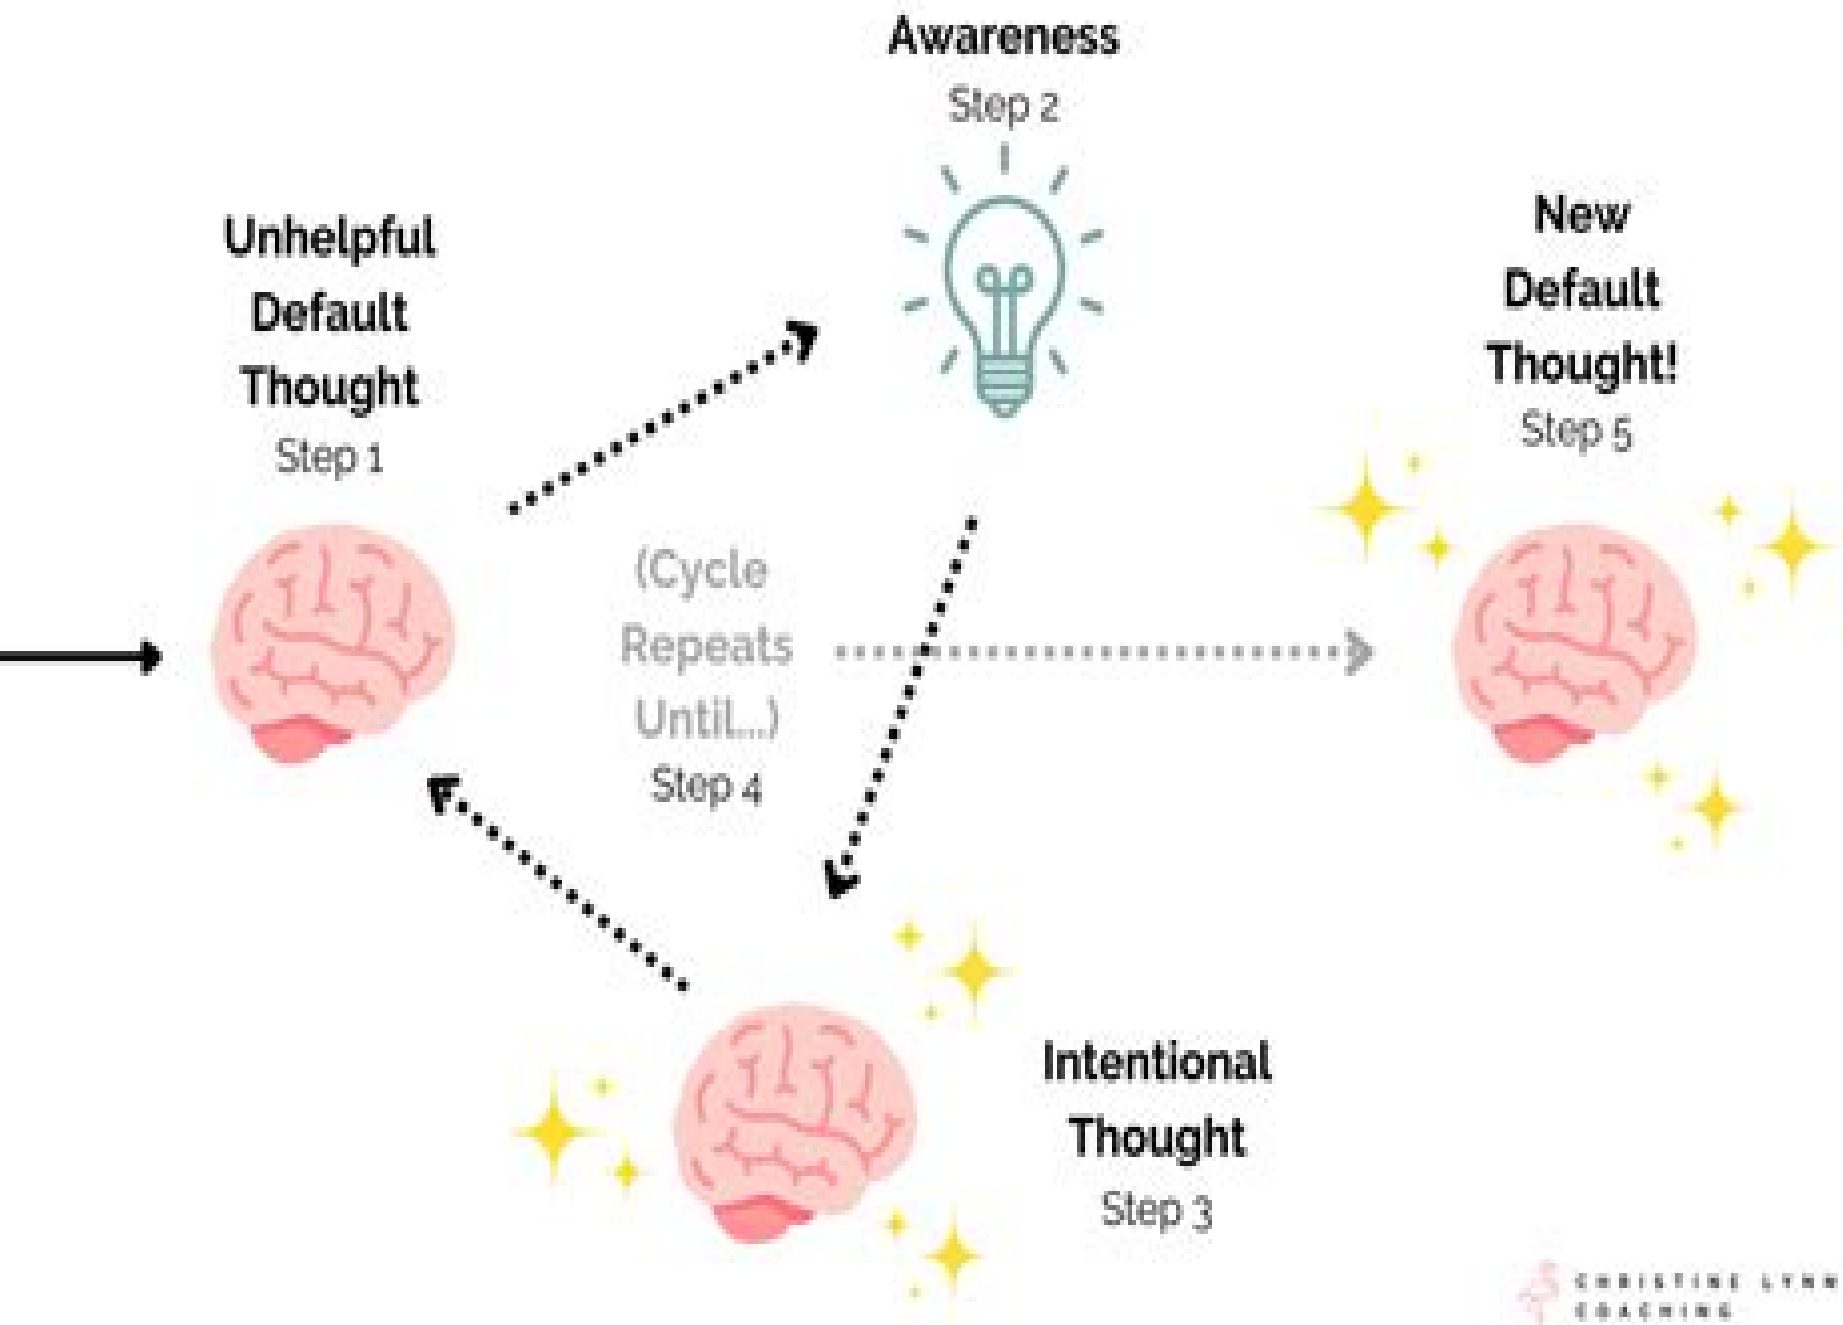 Unhelpful
Default
Thought
Step 1
Awareness
Step 2
Intentional
Thought
Step 3
(Cycle
Repeats
Until...)
Step 4
New
Default
Thought!
Step 5
CHRISTINE LYNN
COACHING